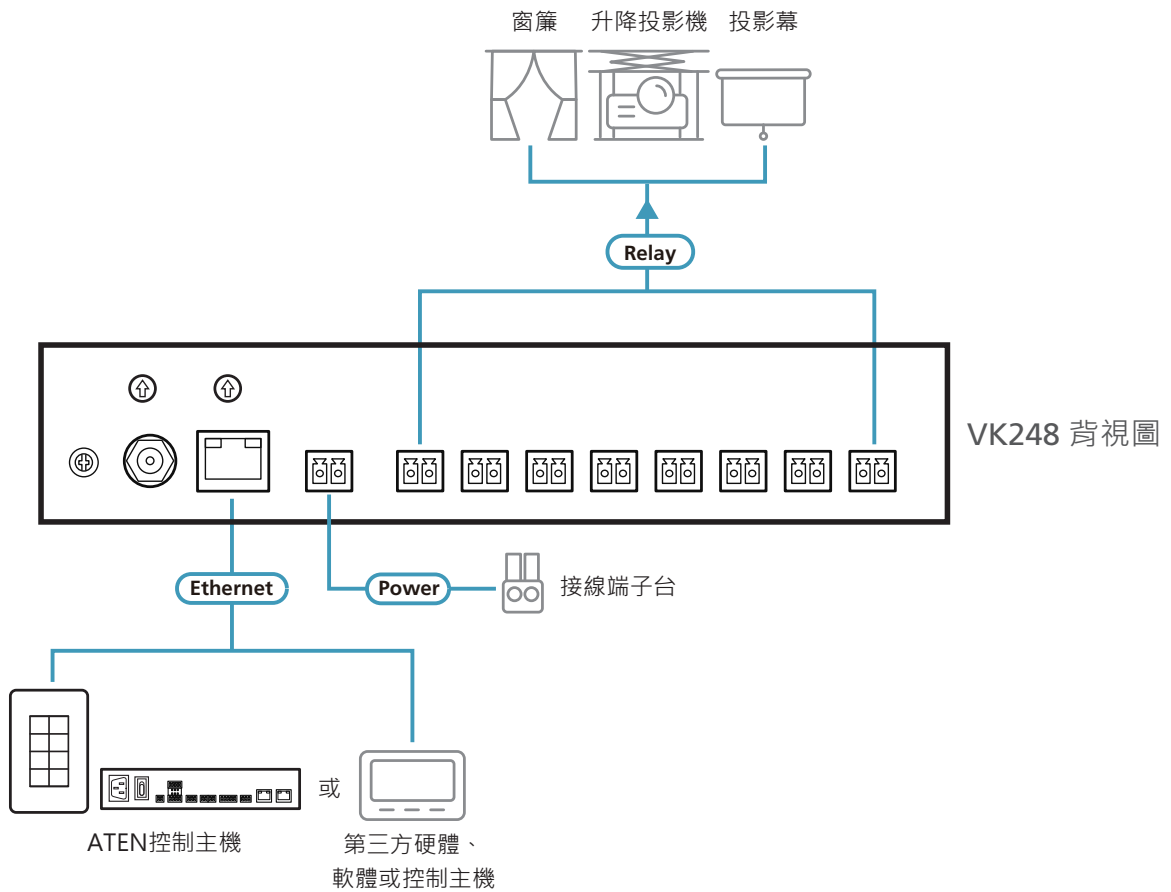 窗簾 升降投影機 投影幕
Relay
VK248 背視圖
Ethernet
Power
接線端子台
或
ATEN控制主機
第三方硬體、
軟體或控制主機